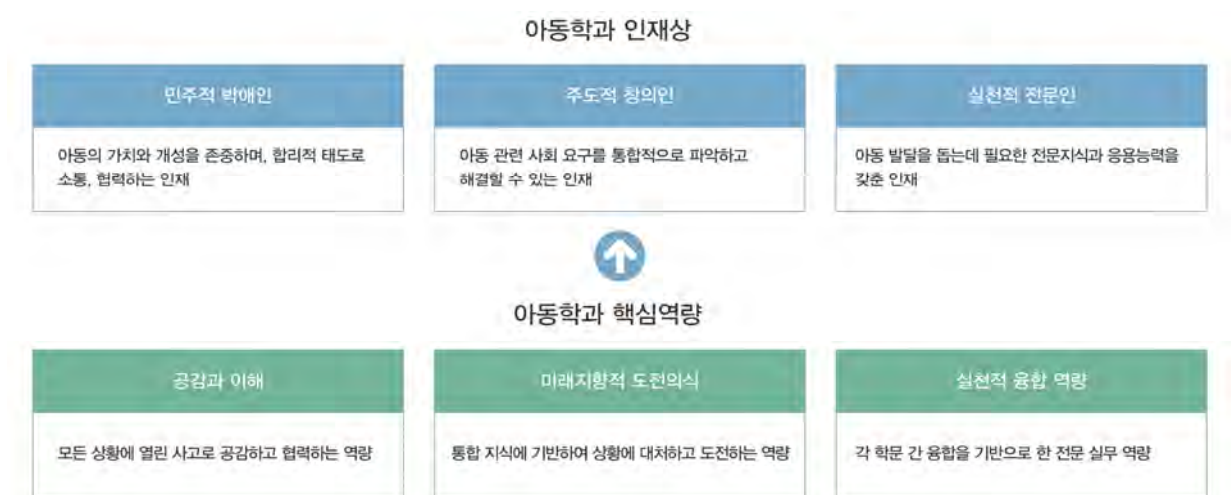 아동학과 인재상
민주적 박애인
주도적 창의인
실천적 전문인
아동의 가치와 개성을 존중하며, 합리적 태도로
소통, 협력하는 인재
아동 관련 사회 요구를 통합적으로 파악하고
해결할 수 있는 인재
아동 발달을 돕는데 필요한 전문지식과 응용능력을
갖춘 인재
아동학과 핵심역량
공감과 이해
미래지향적 도전의식
실천적 융합 역량
모든 상황에 열린 사고로 공감하고 협력하는 역량
통합 지식에 기반하여 상황에 대처하고 도전하는 역량
각 학문 간 융합을 기반으로 한 전문 실무 역량